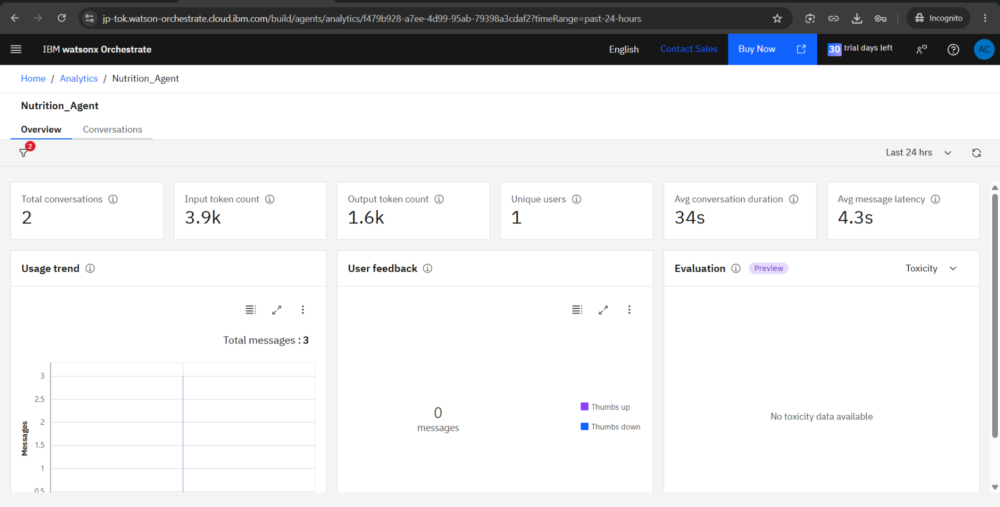 jp-tok.watson-orchestrate.cloud.ibm.com/build/agents/analytics/f479b928-a7ee-4d99-95ab-79398a3cdaf2?timeRange=past-24-hours
Incognito
IBM watsonx Orchestrate
English
Contact Sales
Buy Now
30 trial days left
AC
Home / Analytics / Nutrition_Agent
Nutrition_Agent
Overview
Conversations
2
Last 24 hrs
Total conversations
2
Input token count
3.9k
Output token count
1.6k
Unique users
1
Avg conversation duration
34s
Avg message latency
4.3s
Usage trend
Total messages : 3
Messages
3
2.5
2
1.5
1
0.5
User feedback
0
messages
Thumbs up
Thumbs down
Evaluation
Preview
Toxicity
No toxicity data available